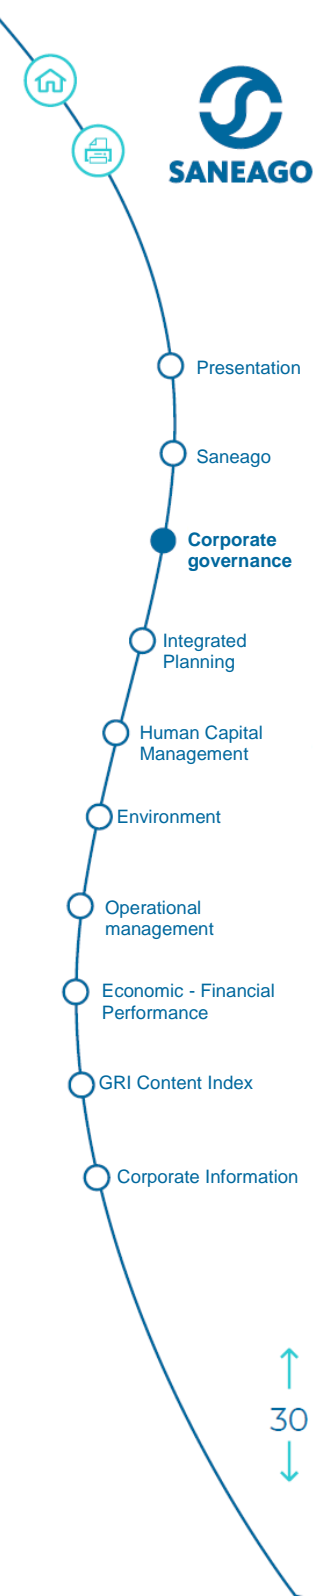 SANEAGO
Presentation
Saneago
Corporate
governance
Integrated
Planning
Human Capital
Management
Environment
Operational
management
Economic - Financial
Performance
GRI Content Index
Corporate Information
30